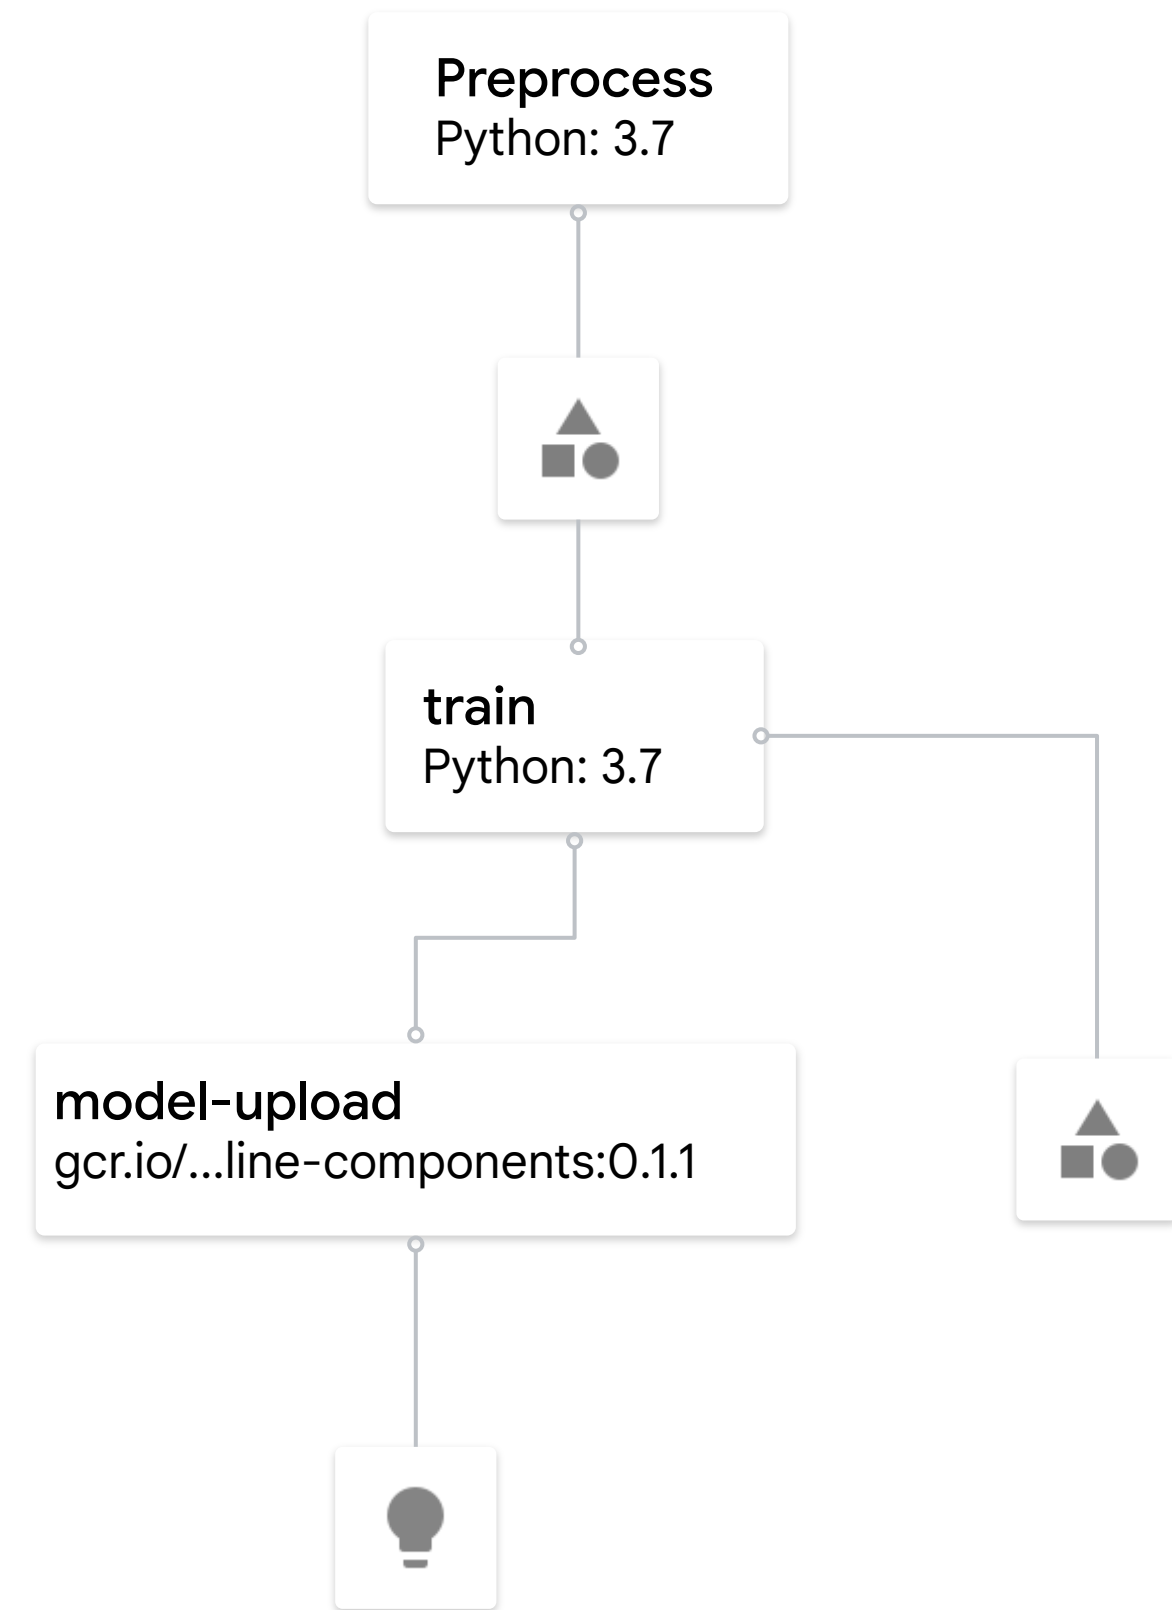 Preprocess
Python: 3.7
train
Python: 3.7
model-upload
gcr.io/...line-components:0.1.1